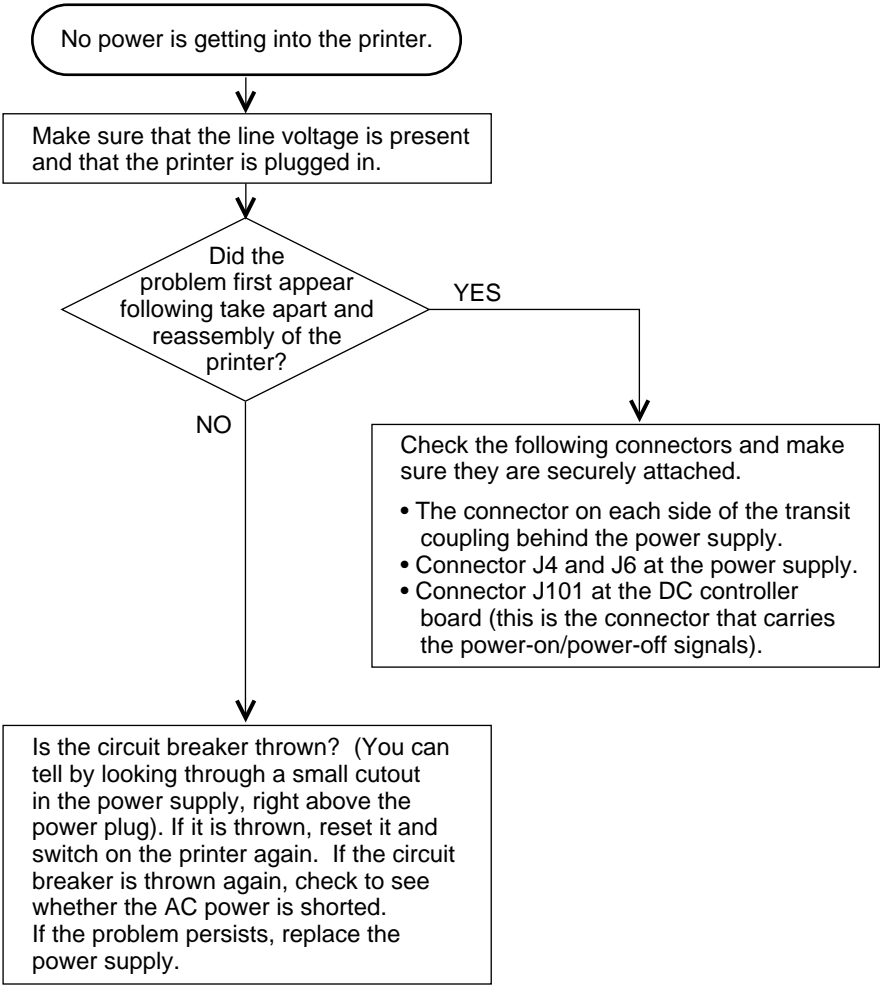 No power is getting into the printer.
Make sure that the line voltage is present
and that the printer is plugged in.
Did the
problem first appear
following take apart and
reassembly of the
printer?
YES
NO
Check the following connectors and make
sure they are securely attached.
• The connector on each side of the transit
coupling behind the power supply.
• Connector J4 and J6 at the power supply.
• Connector J101 at the DC controller
board (this is the connector that carries
the power-on/power-off signals).
Is the circuit breaker thrown?  (You can
tell by looking through a small cutout
in the power supply, right above the
power plug). If it is thrown, reset it and
switch on the printer again.  If the circuit
breaker is thrown again, check to see
whether the AC power is shorted.
If the problem persists, replace the
power supply.